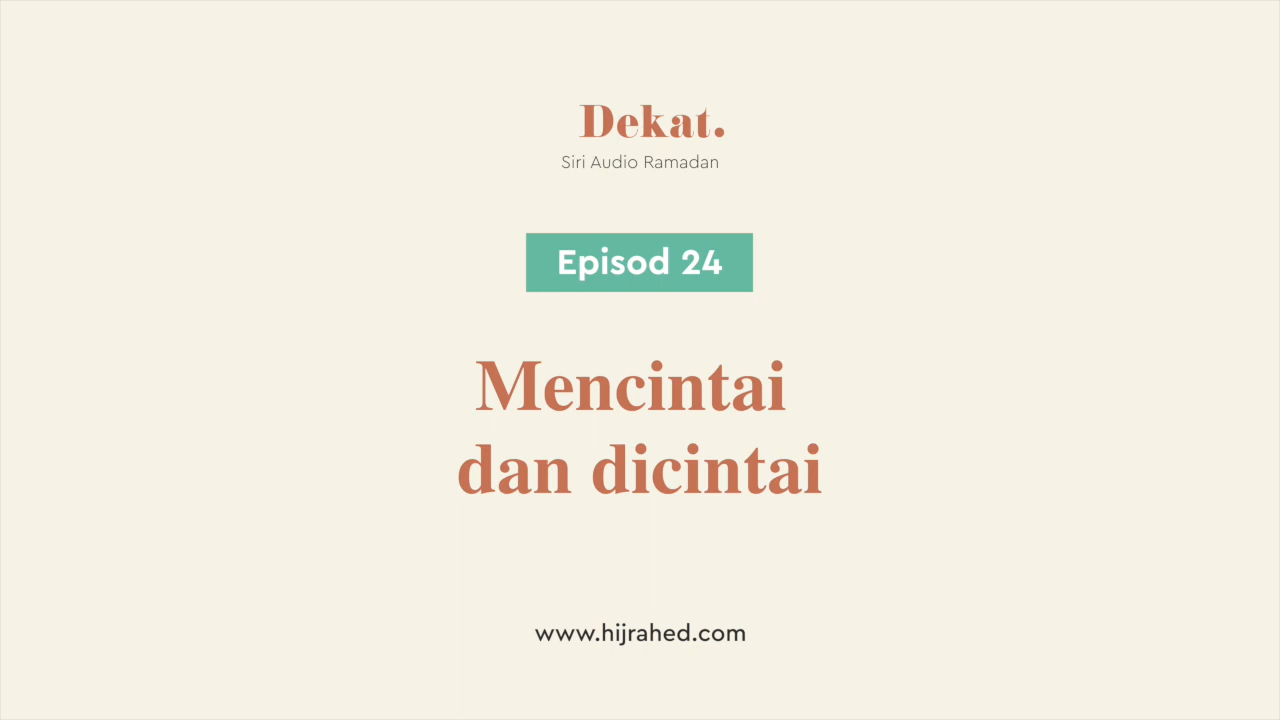 Dekat.
Siri Audio Ramadan
Episod 24
Mencintai
dan dicintai
www.hijrahed.com